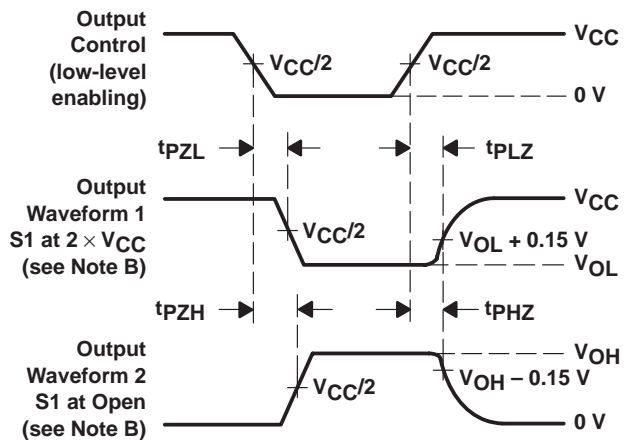 Output
Control
(low-level
enabling)
VCC
VCC/2
VCC/2
0 V
tPZL
tPLZ
Output
Waveform 1
S1 at 2 × VCC
(see Note B)
VCC
VCC/2
VOL + 0.15 V
VOL
tPZH
tPHZ
Output
Waveform 2
S1 at Open
(see Note B)
VOH
VCC/2
VOH − 0.15 V
0 V